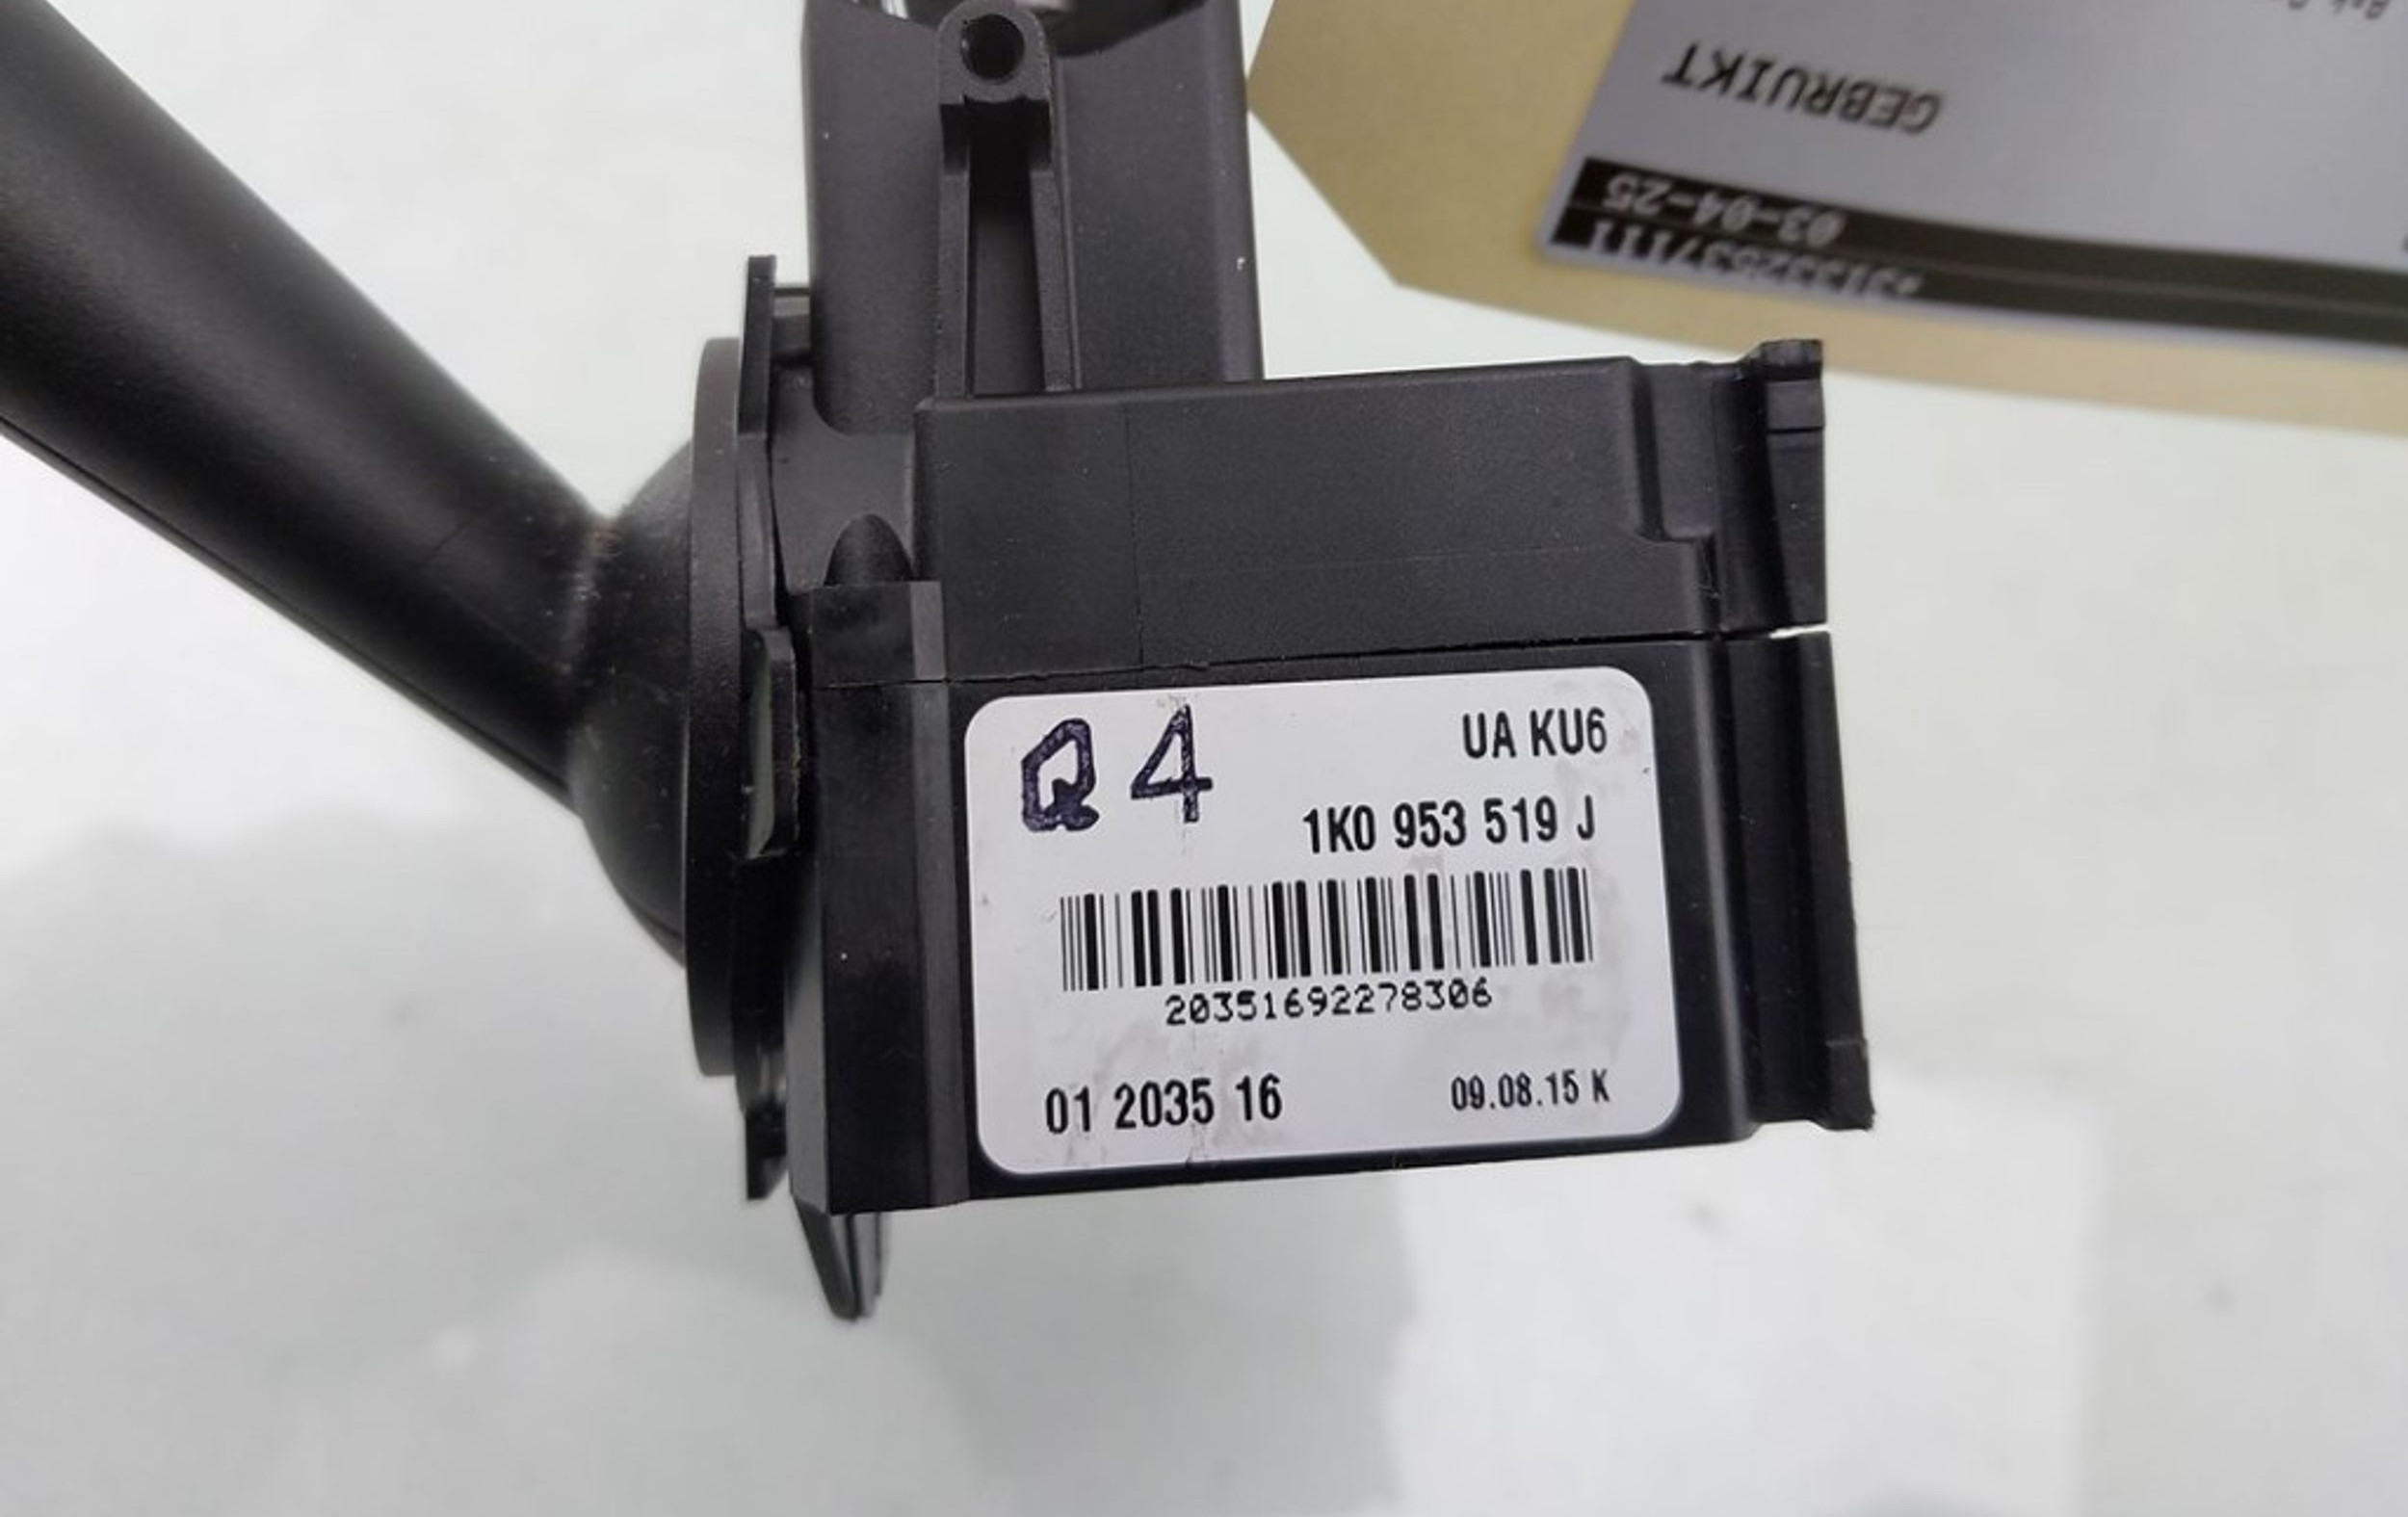 GEBRUIKT
03-04-25
Q4
UA KU6
1K0 953 519 J
20351692278306
01 2035 16
09.08.15 K